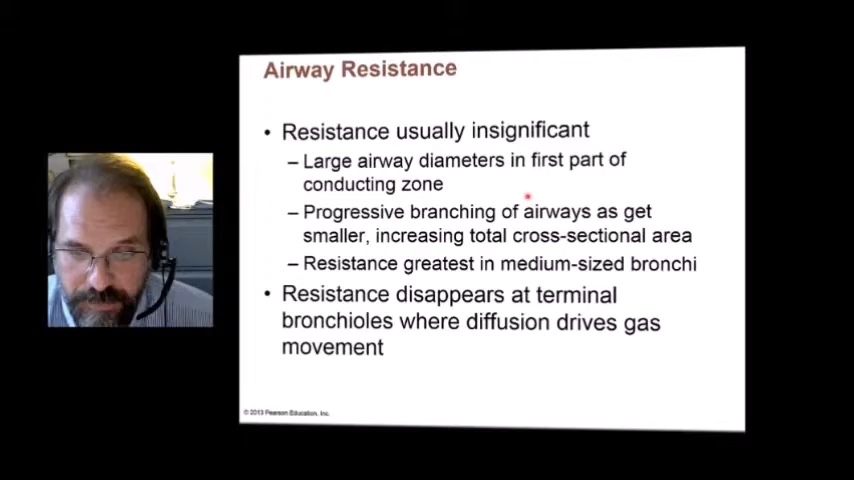 Airway Resistance
• Resistance usually insignificant
– Large airway diameters in first part of
conducting zone
– Progressive branching of airways as get
smaller, increasing total cross-sectional area
– Resistance greatest in medium-sized bronchi
• Resistance disappears at terminal
bronchioles where diffusion drives gas
movement
© 2013 Pearson Education, Inc.